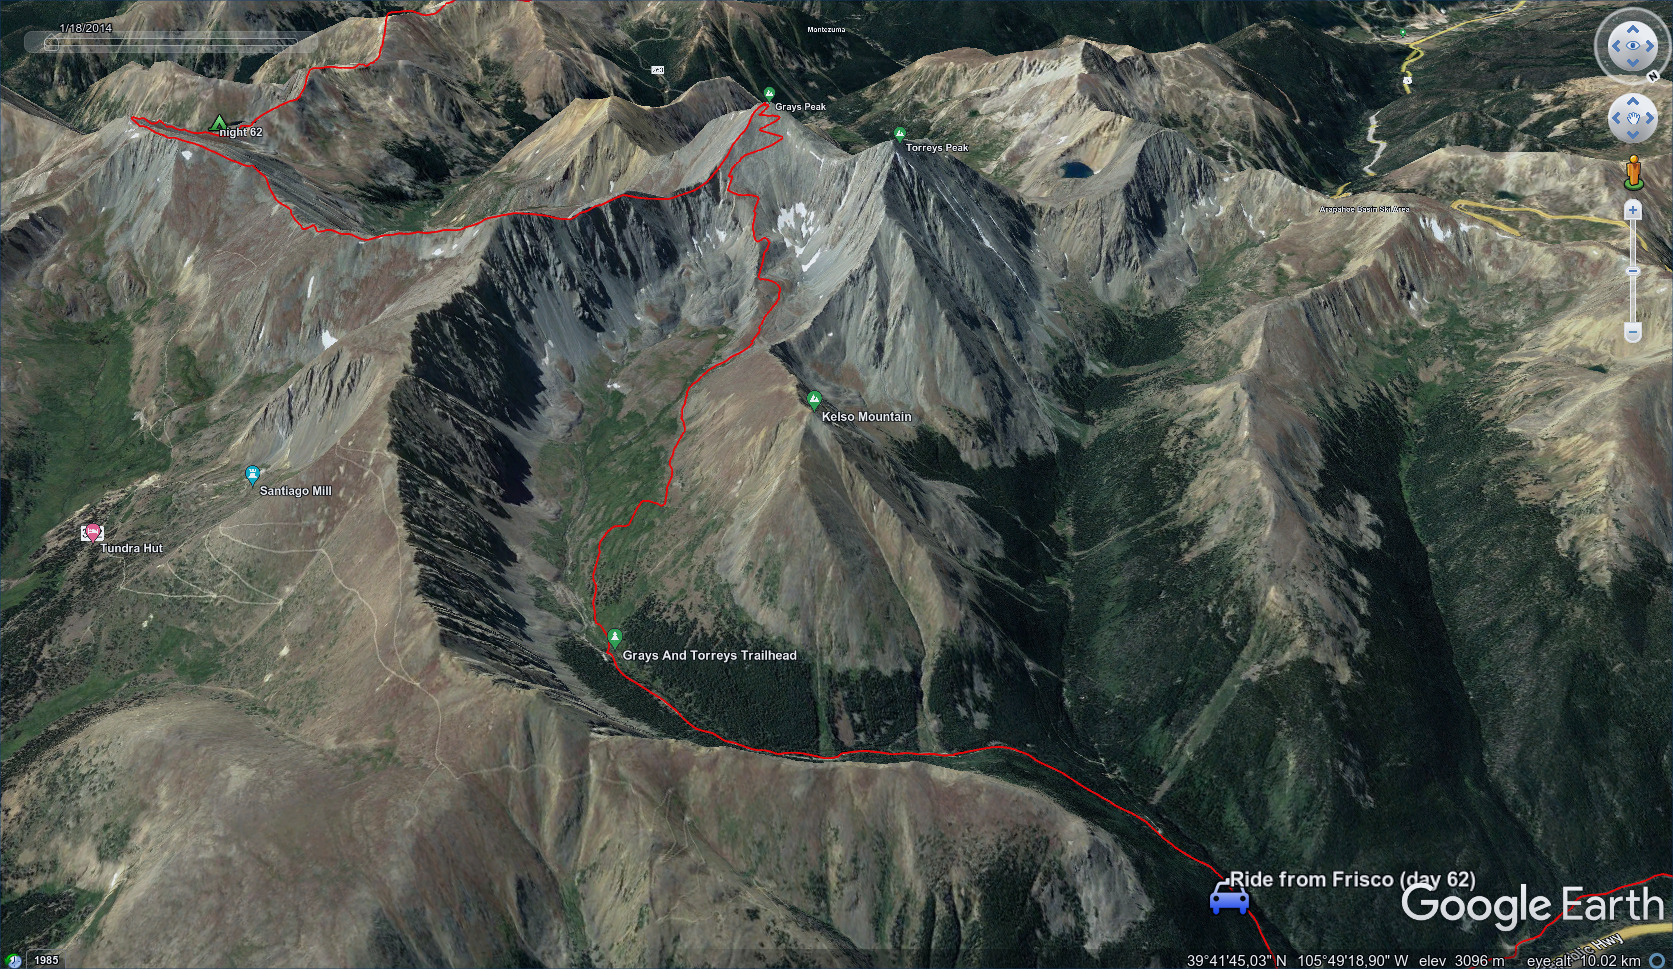 1/18/2014
Montezuma
Grays Peak
night 62
Torreys Peak
Arapahoe Basin Ski Area
Kelso Mountain
Santiago Mill
Tundra Hut
Grays And Torreys Trailhead
Ride from Frisco (day 62)
Google Earth
Hwy
1985
39°41'45,03" N 105°49'18,90" W elev 3096 m eye alt 10.02 km